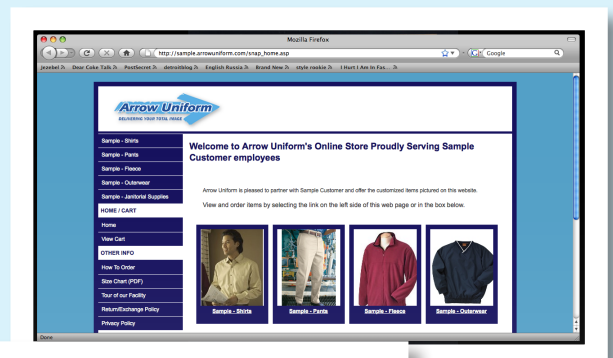 Mozilla Firefox
http://sample.arrowuniform.com/snap_home.asp
Google
jezebel Dear Cake Talk PostSecret detroitblog English Russia Brand New style rookie I Hurt I Am In Fas...
Arrow Uniform
DELIVERING YOUR TOTAL IMAGE
Sample - Shirts
Sample - Pants
Sample - Fleece
Sample - Outerwear
Sample - Janitorial Supplies
HOME / CART
Home
View Cart
OTHER INFO
How To Order
Size Chart (PDF)
Tour of our Facility
Return/Exchange Policy
Privacy Policy
Welcome to Arrow Uniform's Online Store Proudly Serving Sample
Customer employees
Arrow Uniform is pleased to partner with Sample Customer and offer the customized items pictured on this website.
View and order items by selecting the link on the left side of this web page or in the box below.
Sample - Shirts
Sample - Pants
Sample - Fleece
Sample - Outerwear
Done